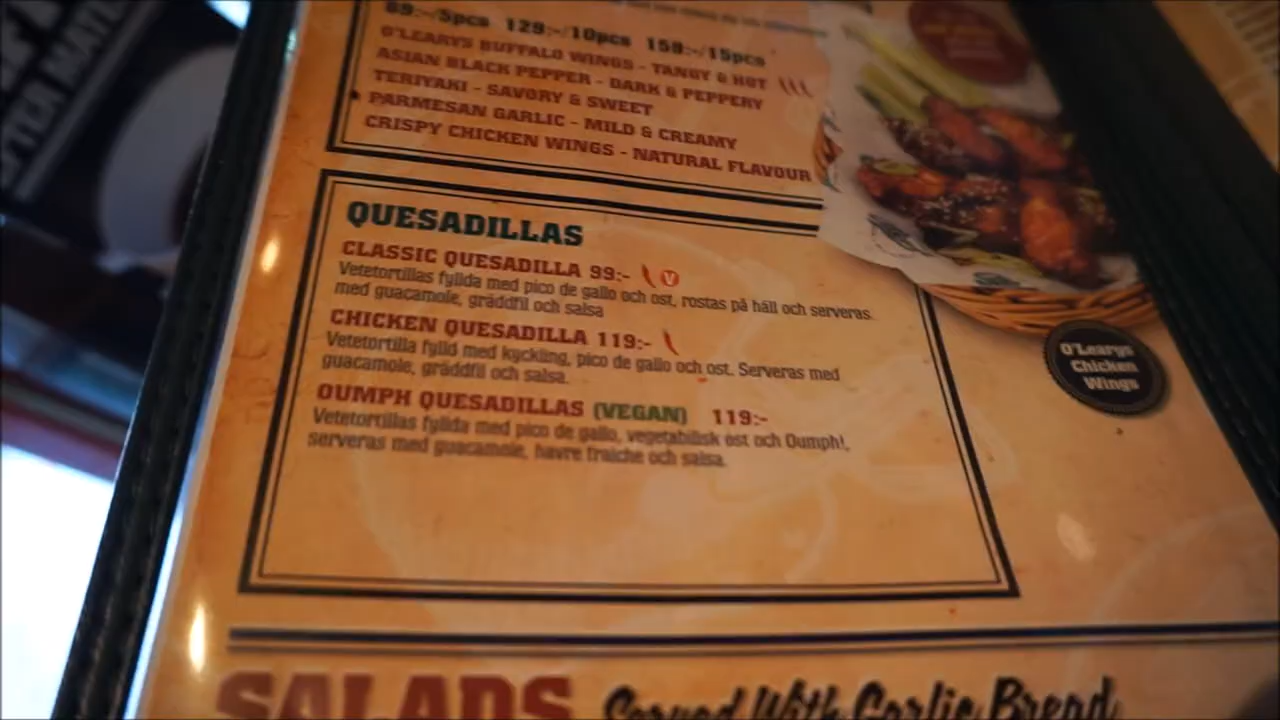 89:-/5pcs 129:-/10pcs 159:-/15pcs
O'LEARYS BUFFALO WINGS - TANGY & HOT
ASIAN BLACK PEPPER - DARK & PEPPERY
TERIYAKI - SAVORY & SWEET
PARMESAN GARLIC - MILD & CREAMY
CRISPY CHICKEN WINGS - NATURAL FLAVOUR
QUESADILLAS
CLASSIC QUESADILLA 99:- V
Vetetortillas fyllda med pico de gallo och ost, rostas på häll och serveras
med guacamole, gräddfil och salsa
CHICKEN QUESADILLA 119:-
Vetetortilla fylld med kyckling, pico de gallo och ost. Serveras med
guacamole, gräddfil och salsa.
OUMPH QUESADILLAS (VEGAN) 119:-
Vetetortillas fyllda med pico de gallo, vegetabilisk ost och Oumph!,
serveras med guacamole, havre fraiche och salsa.
O'Learys
Chicken
Wings
SALADS Served With Garlic Bread